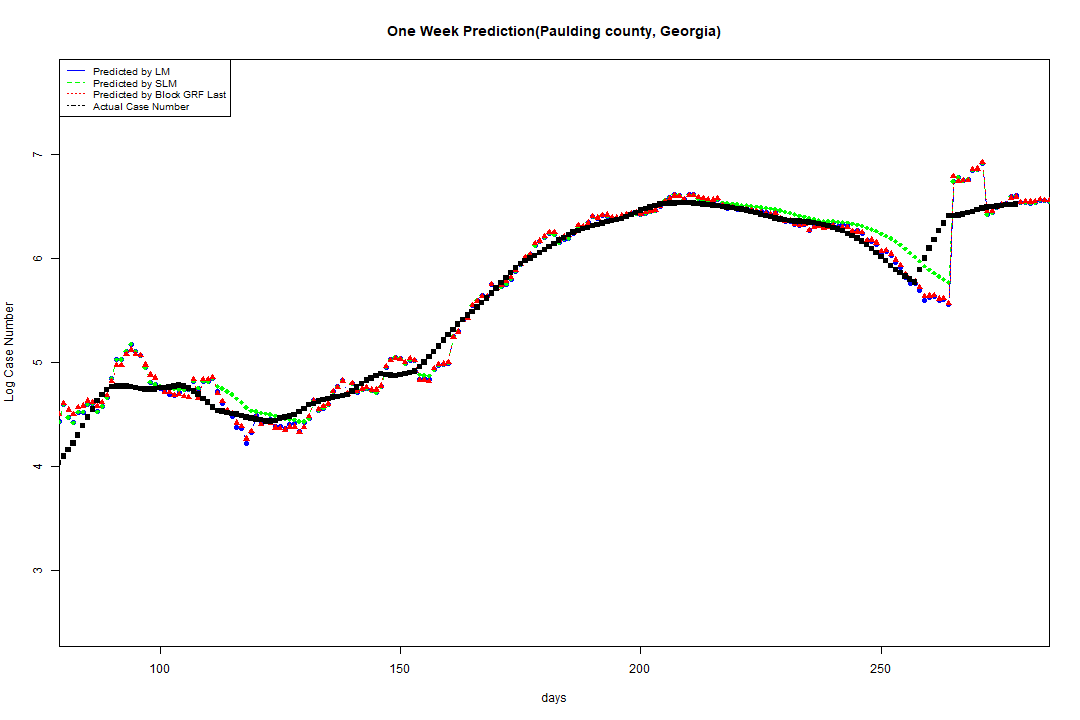 One Week Prediction(Paulding county, Georgia)
Predicted by LM
Predicted by SLM
Predicted by Block GRF Last
Actual Case Number
7
6
5
4
3
Log Case Number
100 150 200 250
days